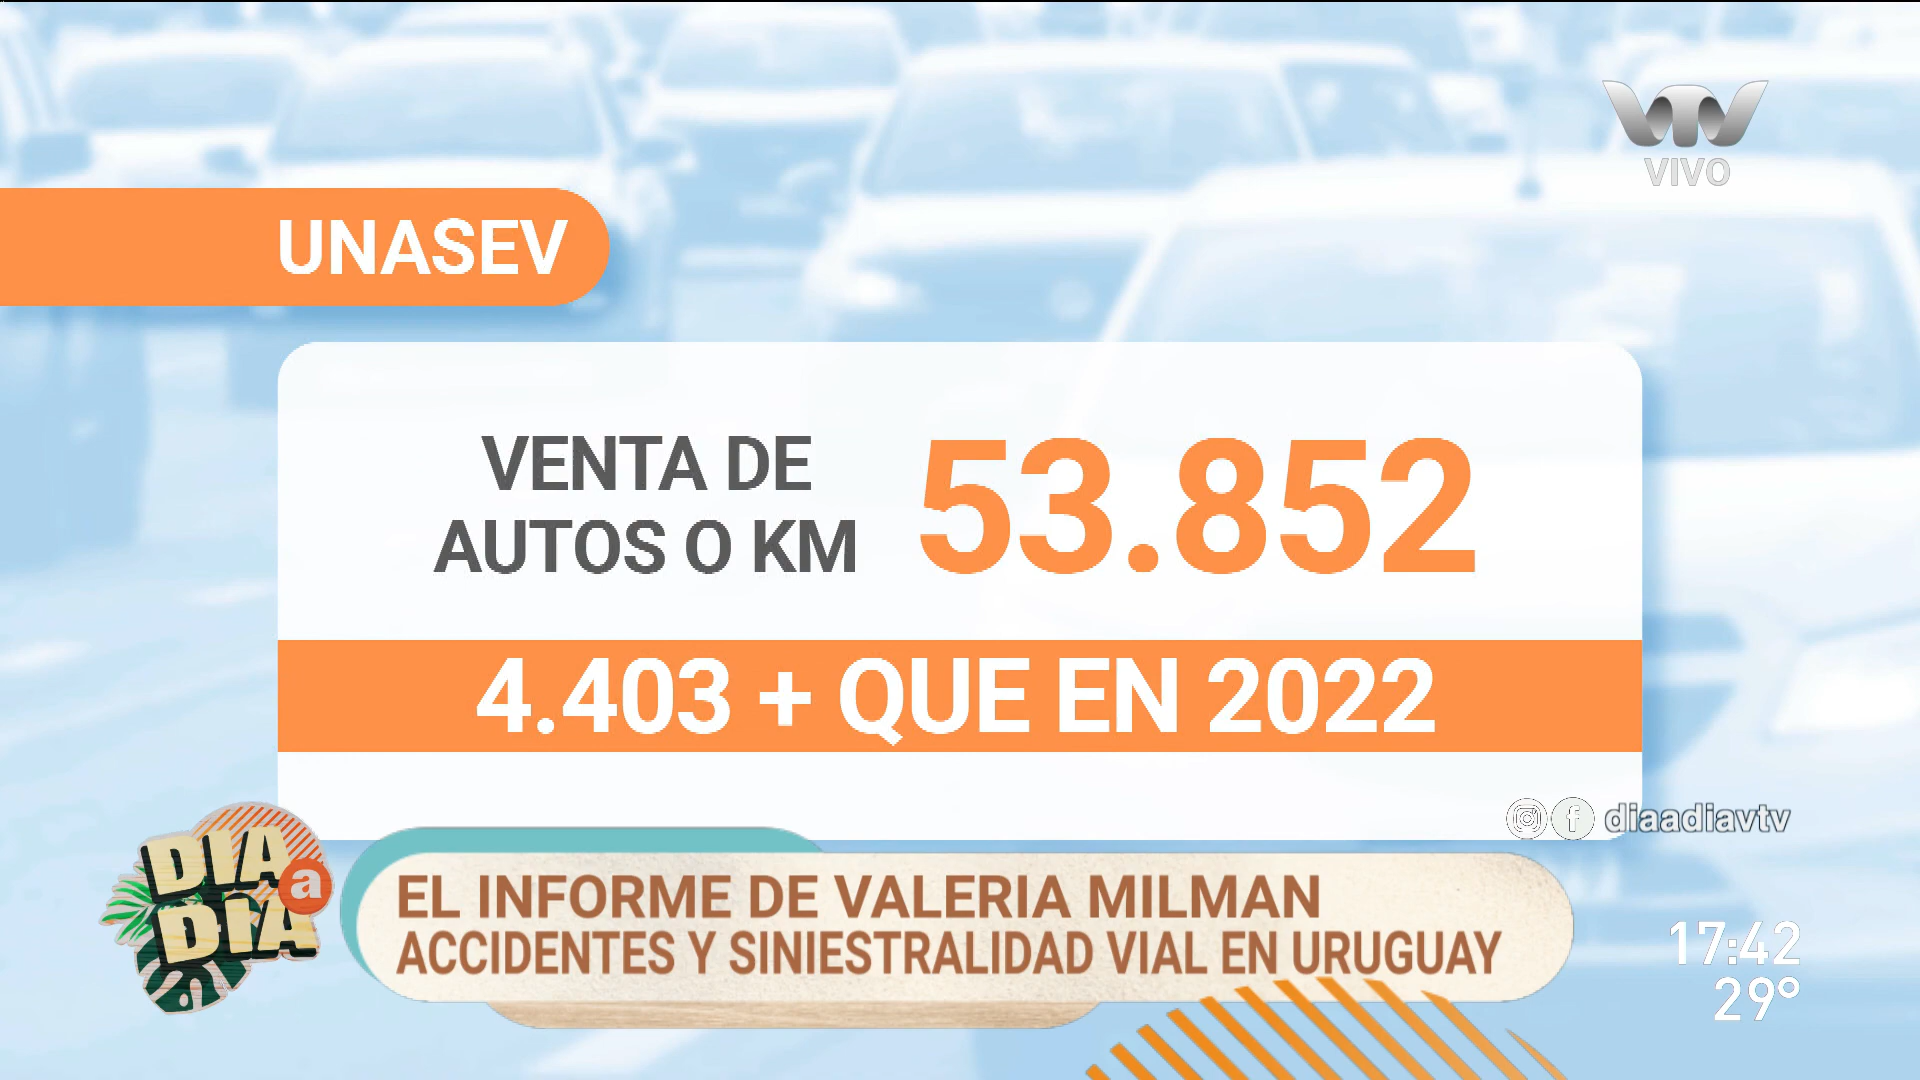 VTV
VIVO
UNASEV
VENTA DE
AUTOS O KM
53.852
4.403 + QUE EN 2022
diaadiavtv
DIA
a
DIA
EL INFORME DE VALERIA MILMAN
ACCIDENTES Y SINIESTRALIDAD VIAL EN URUGUAY
17:42
29°